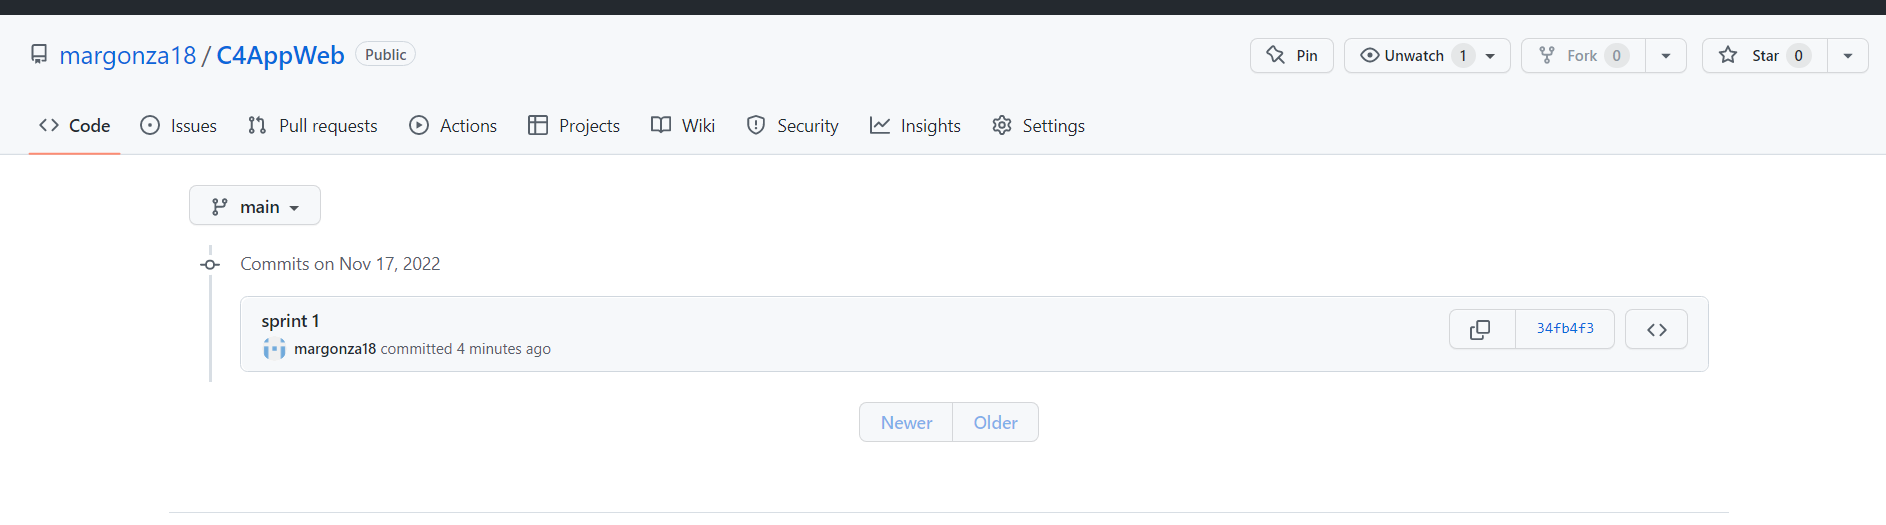 margonza18 / C4AppWeb Public Pin Unwatch 1 Fork 0 Star 0
Code Issues Pull requests Actions Projects Wiki Security Insights Settings
main
Commits on Nov 17, 2022
sprint 1
margonza18 committed 4 minutes ago
34fb4f3
Newer Older